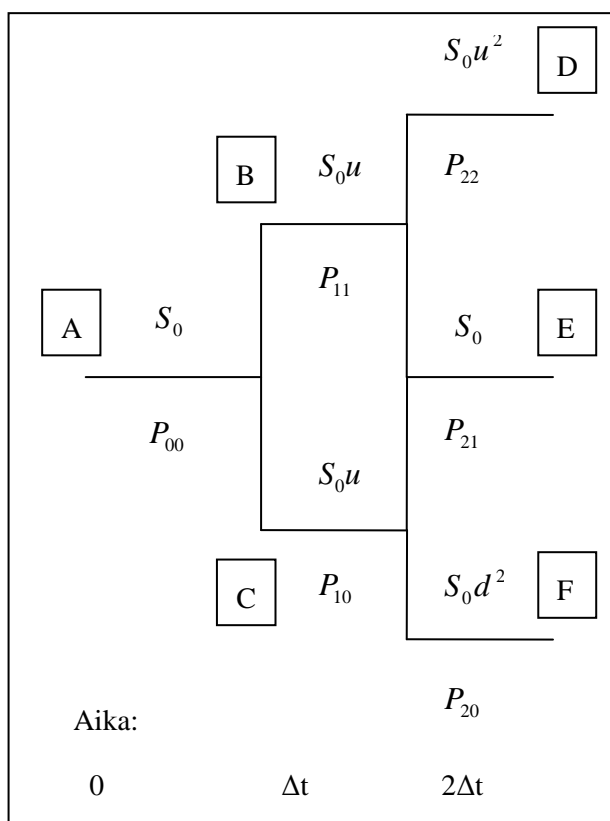 S₀u² D
B S₀u P₂₂
P₁₁
A S₀ S₀ E
P₀₀ P₂₁
S₀u
C P₁₀ S₀d² F
P₂₀
Aika:
0 Δt 2Δt